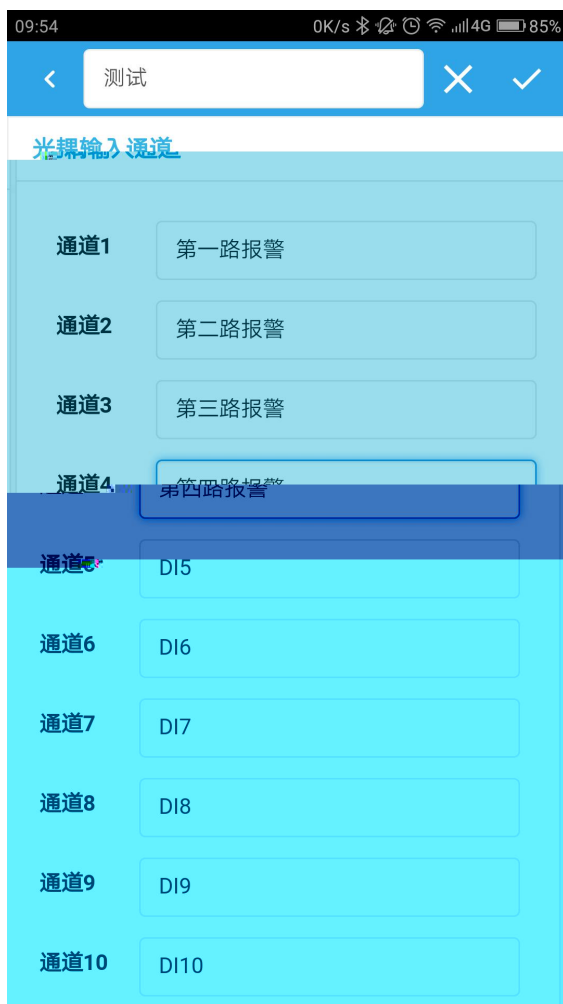 09:54 0K/s 4G 85%
测试
光耦输入通道
通道1 第一路报警
通道2 第二路报警
通道3 第三路报警
通道4 第四路报警
通道5 DI5
通道6 DI6
通道7 DI7
通道8 DI8
通道9 DI9
通道10 DI10